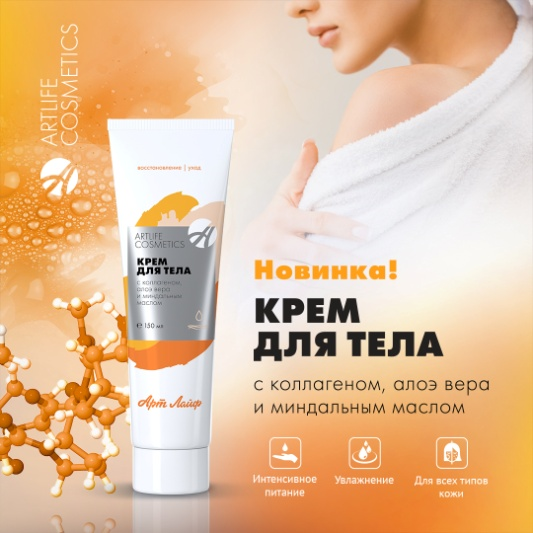 ARTLIFE
COSMETICS
восстановление | уход
ARTLIFE
COSMETICS
КРЕМ
ДЛЯ ТЕЛА
с коллагеном,
алоэ вера
и миндальным
маслом
℮ 150 мл
Арт Лайф
Новинка!
КРЕМ
ДЛЯ ТЕЛА
с коллагеном, алоэ вера
и миндальным маслом
Интенсивное
питание
Увлажнение
Для всех типов
кожи